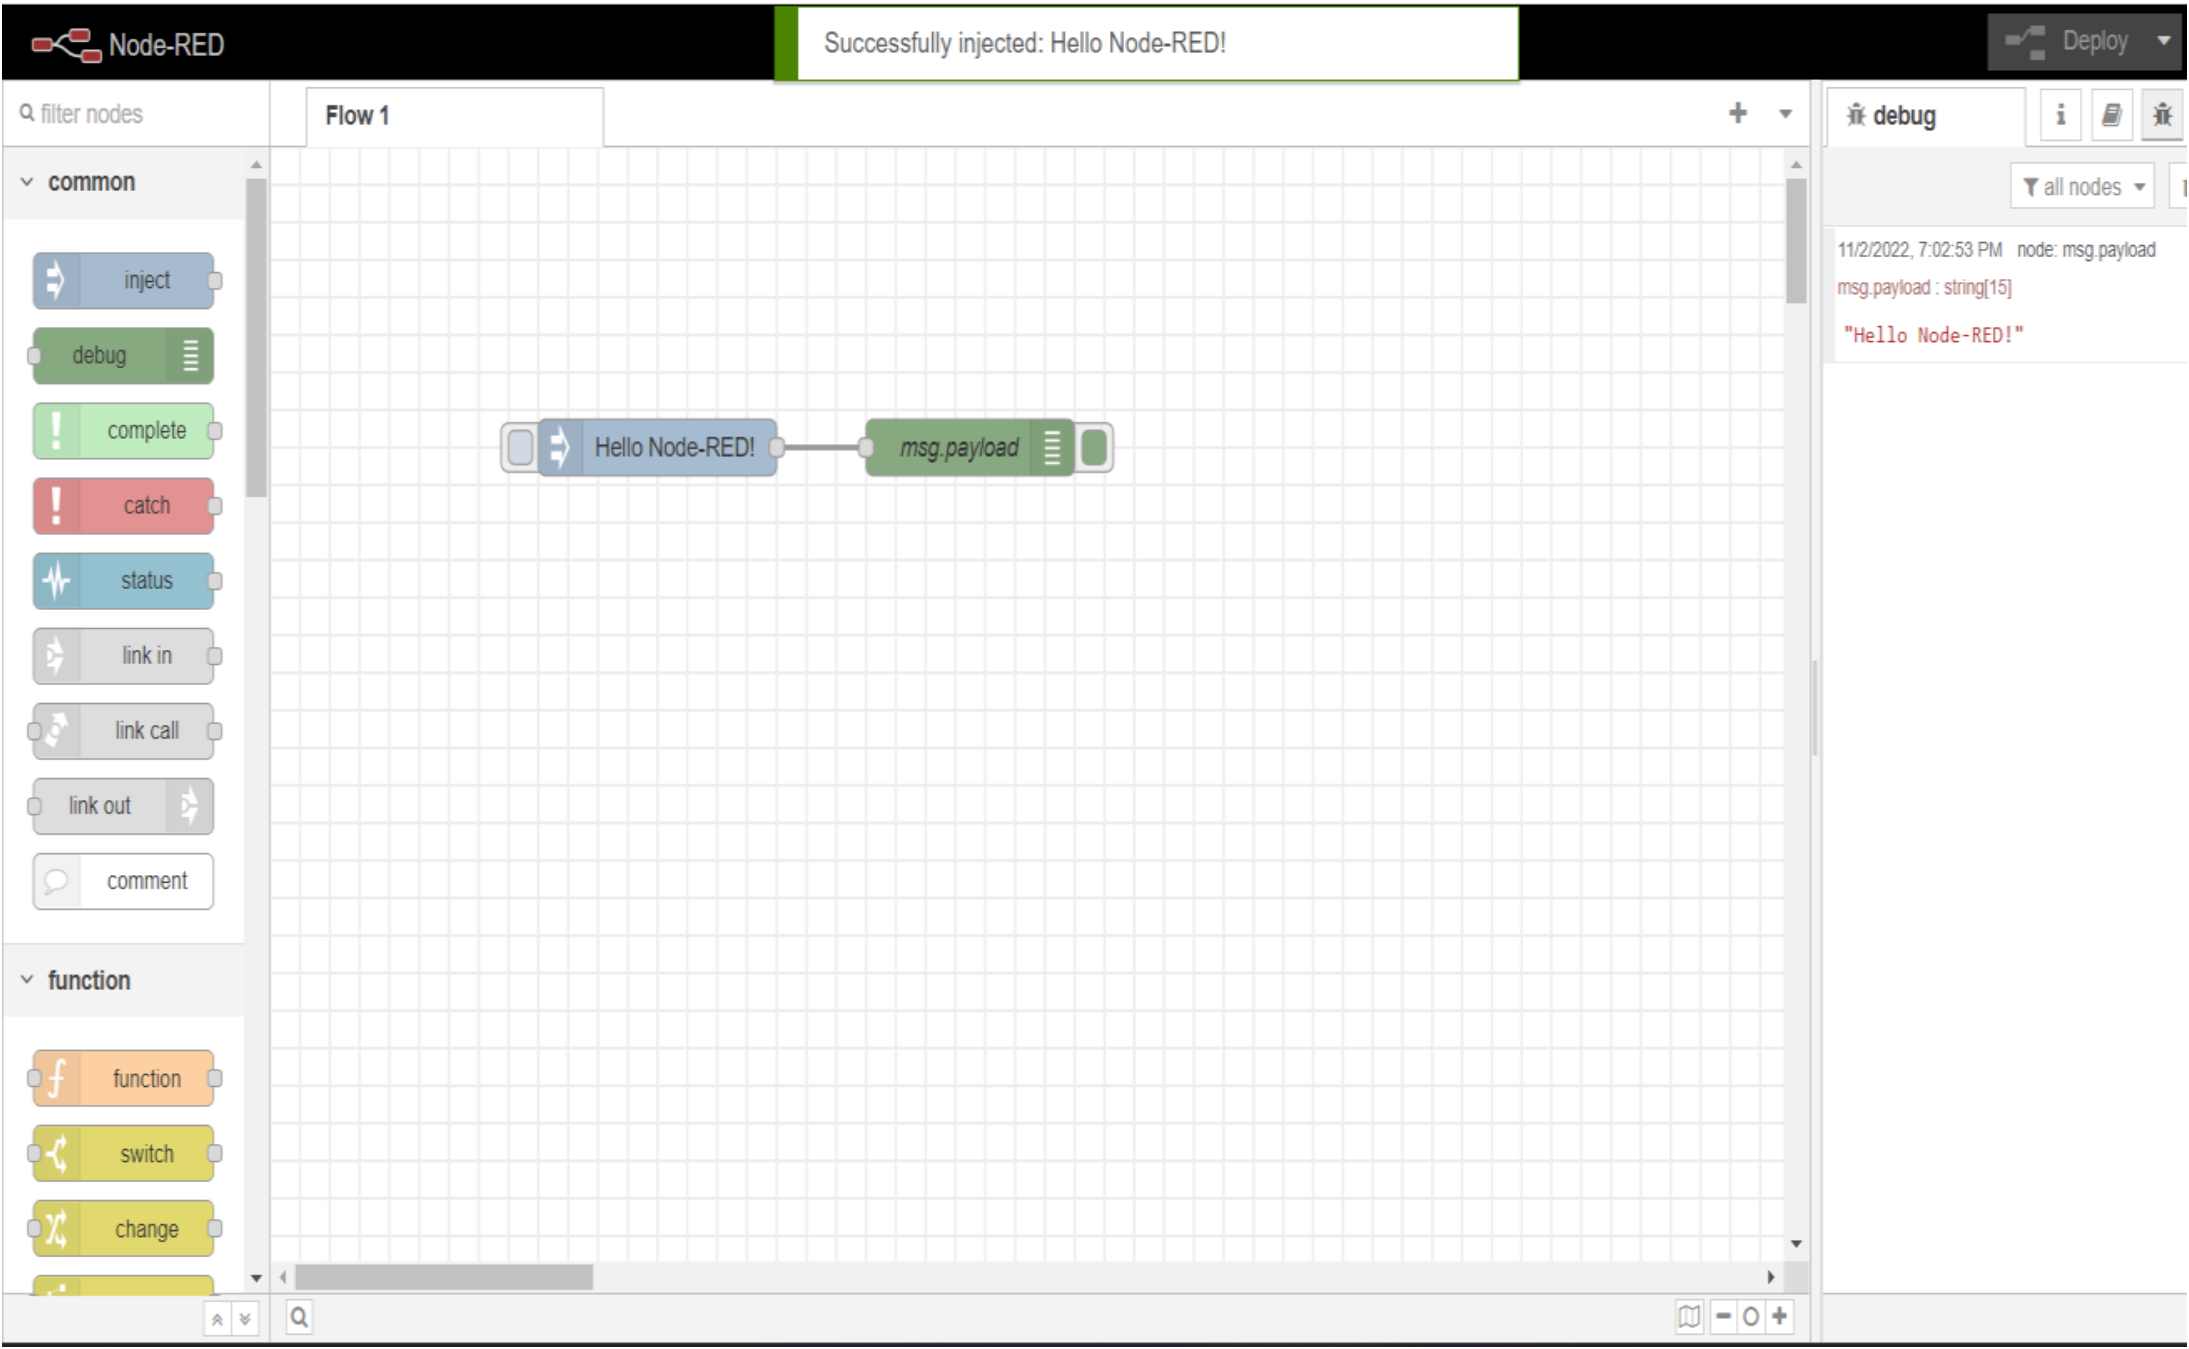 Node-RED
Successfully injected: Hello Node-RED!
Deploy
filter nodes
Flow 1
debug
common
all nodes
inject
debug
complete
catch
status
link in
link call
link out
comment
function
function
switch
change
Hello Node-RED!
msg.payload
11/2/2022, 7:02:53 PM node: msg.payload
msg.payload : string[15]
"Hello Node-RED!"